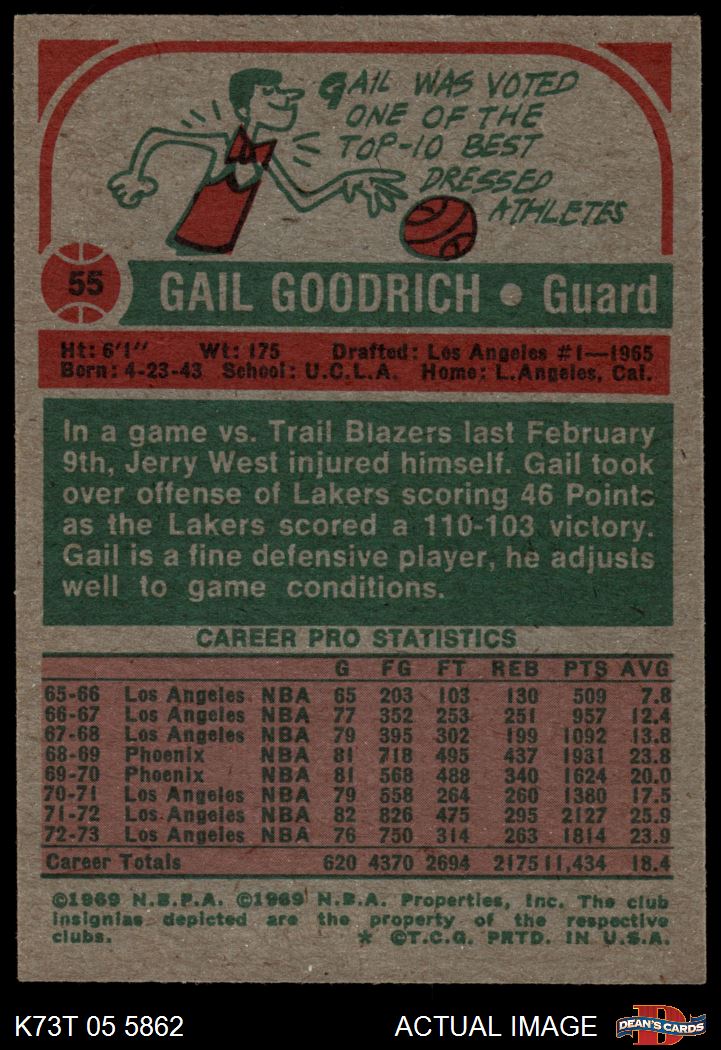 GAIL WAS VOTED
ONE OF THE
TOP-10 BEST
DRESSED
ATHLETES
55
GAIL GOODRICH • Guard
Ht: 6'1" Wt: 175 Drafted: Los Angeles #1—1965
Born: 4-23-43 School: U.C.L.A. Home: L.Angeles, Cal.
In a game vs. Trail Blazers last February
9th, Jerry West injured himself. Gail took
over offense of Lakers scoring 46 Points
as the Lakers scored a 110-103 victory.
Gail is a fine defensive player, he adjusts
well to game conditions.
CAREER PRO STATISTICS
G FG FT REB PTS AVG
65-66 Los Angeles NBA 65 203 103 130 509 7.8
66-67 Los Angeles NBA 77 352 253 251 957 12.4
67-68 Los Angeles NBA 79 395 302 199 1092 13.8
68-69 Phoenix NBA 81 718 495 437 1931 23.8
69-70 Phoenix NBA 81 568 488 340 1624 20.0
70-71 Los Angeles NBA 79 558 264 260 1380 17.5
71-72 Los Angeles NBA 82 826 475 295 2127 25.9
72-73 Los Angeles NBA 76 750 314 263 1814 23.9
Career Totals 620 4370 2694 2175 11,434 18.4
©1969 N.B.P.A. ©1969 N.B.A. Properties, Inc. The club
insignias depicted are the property of the respective
clubs. * ©T.C.G. PRTD. IN U.S.A.
K73T 05 5862 ACTUAL IMAGE D DEAN'S CARDS